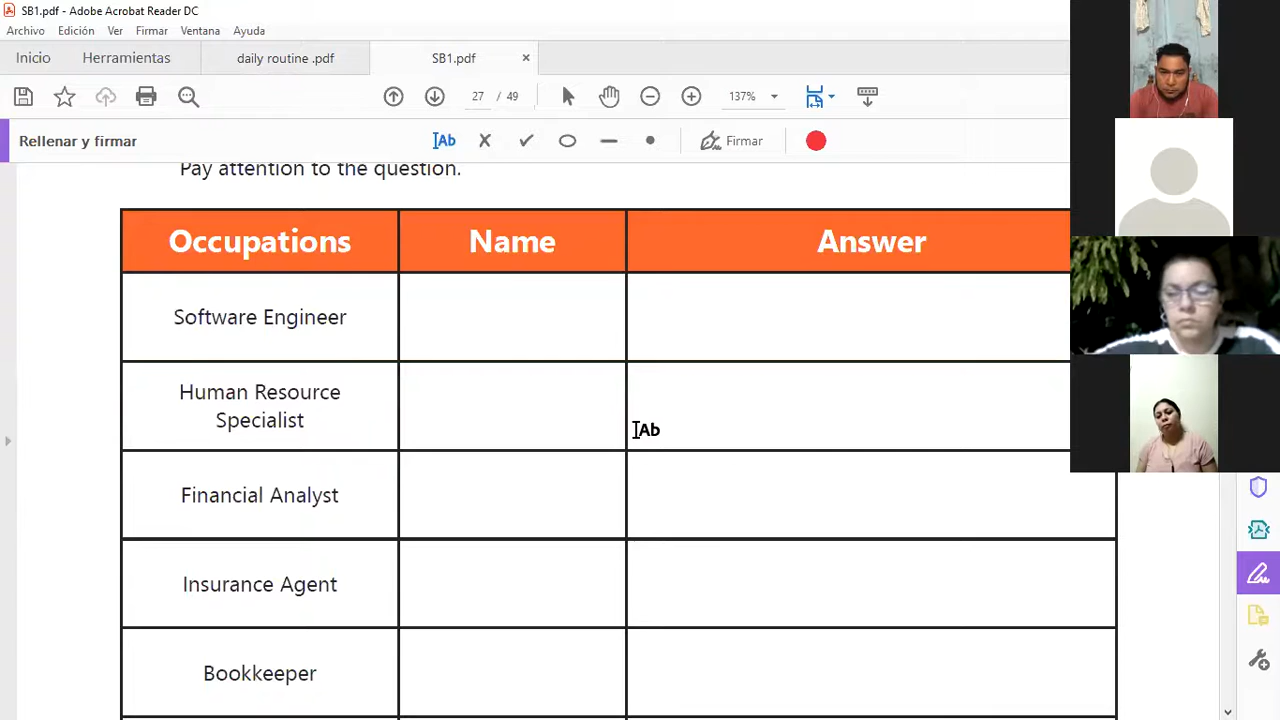 SB1.pdf - Adobe Acrobat Reader DC
Archivo Edición Ver Firmar Ventana Ayuda
Inicio Herramientas daily routine .pdf SB1.pdf ×
27 / 49 137%
Rellenar y firmar Ab Firmar
Pay attention to the question.
Occupations Name Answer
Software Engineer
Human Resource
Specialist
Ab
Financial Analyst
Insurance Agent
Bookkeeper